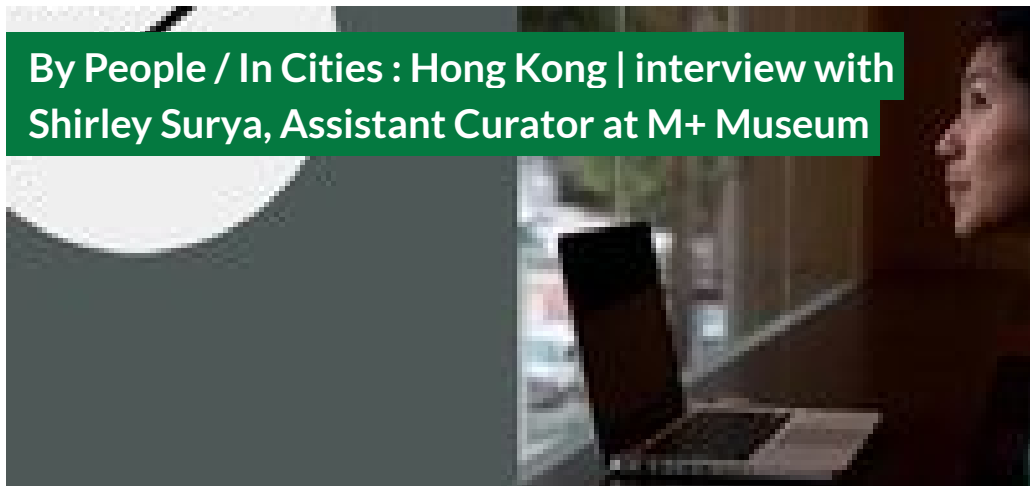 By People / In Cities : Hong Kong | interview with
Shirley Surya, Assistant Curator at M+ Museum